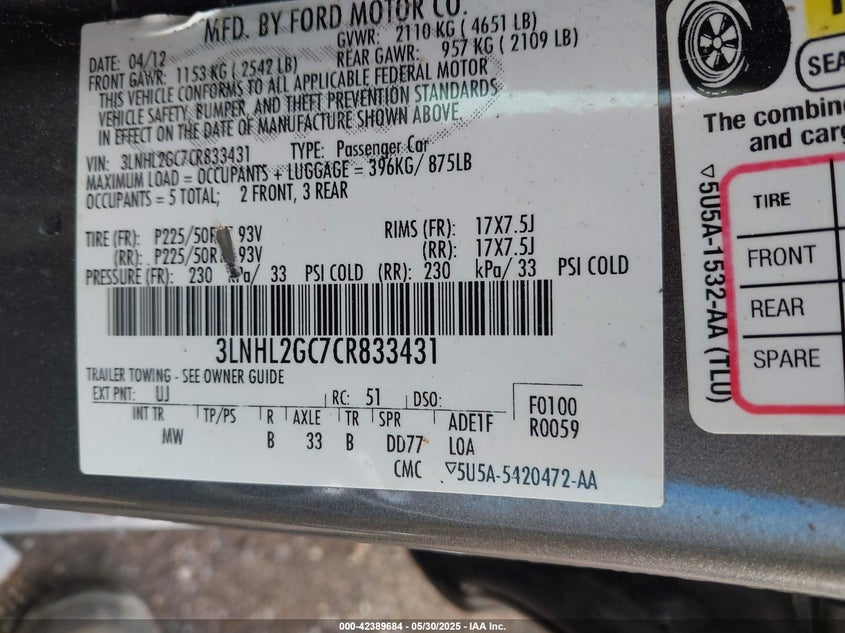 MFD. BY FORD MOTOR CO.
DATE: 04/12 GVWR: 2110 KG ( 4651 LB)
FRONT GAWR: 1153 KG ( 2542 LB) REAR GAWR: 957 KG ( 2109 LB)
THIS VEHICLE CONFORMS TO ALL APPLICABLE FEDERAL MOTOR
VEHICLE SAFETY, BUMPER, AND THEFT PREVENTION STANDARDS
IN EFFECT ON THE DATE OF MANUFACTURE SHOWN ABOVE.
VIN: 3LNHL2GC7CR833431 TYPE: Passenger Car
MAXIMUM LOAD = OCCUPANTS + LUGGAGE = 396KG/ 875LB
OCCUPANTS = 5 TOTAL; 2 FRONT, 3 REAR
TIRE (FR): P225/50R 93V RIMS (FR): 17X7.5J
(RR): P225/50R 93V (RR): 17X7.5J
PRESSURE (FR): 230 kPa/ 33 PSI COLD (RR): 230 kPa/ 33 PSI COLD
3LNHL2GC7CR833431
TRAILER TOWING - SEE OWNER GUIDE
EXT PNT: UJ RC: 51 DSO:
INT TR TP/PS R AXLE TR SPR ADE1F F0100
MW B 33 B DD77 LOA R0059
CMC ▽5U5A-5420472-AA
SEA
The combine
and carg
TIRE
FRONT
REAR
SPARE
▽5U5A-1532-AA (TLU)
000-42389684 - 05/30/2025 - IAA Inc.